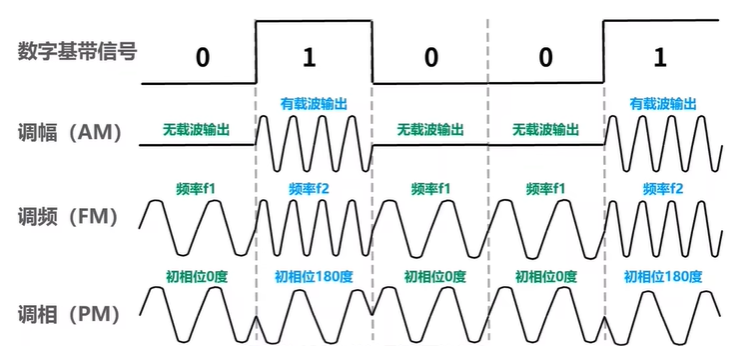 数字基带信号 0 1 0 0 1
有载波输出 有载波输出
调幅（AM） 无载波输出 无载波输出 无载波输出
频率f1 频率f2 频率f1 频率f1 频率f2
调频（FM）
初相位0度 初相位180度 初相位0度 初相位0度 初相位180度
调相（PM）